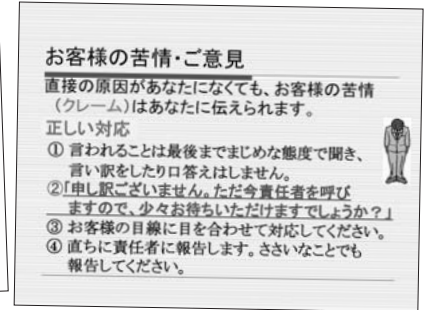 お客様の苦情・ご意見
直接の原因があなたになくても、お客様の苦情
（クレーム）はあなたに伝えられます。
正しい対応
① 言われることは最後までまじめな態度で聞き、
言い訳をしたり口答えはしません。
②「申し訳ございません。ただ今責任者を呼び
ますので、少々お待ちいただけますでしょうか？」
③ お客様の目線に目を合わせて対応してください。
④ 直ちに責任者に報告します。ささいなことでも
報告してください。